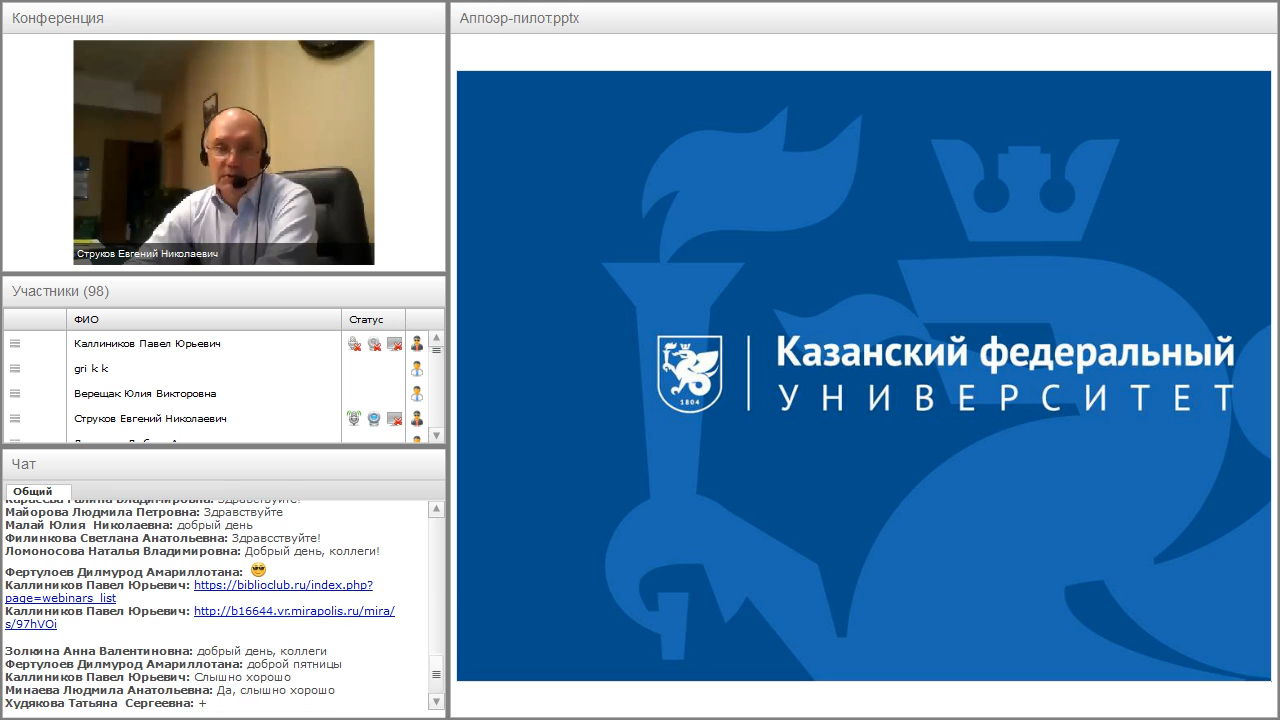 Конференция
Струков Евгений Николаевич
Участники (98)
ФИО
Статус
Каллиников Павел Юрьевич
gri k k
Верещак Юлия Викторовна
Струков Евгений Николаевич
Чат
Общий
Карасева Галина Владимировна: Здравствуйте!
Майорова Людмила Петровна: Здравствуйте
Малай Юлия Николаевна: добрый день
Филинкова Светлана Анатольевна: Здравсствуйте!
Ломоносова Наталья Владимировна: Добрый день, коллеги!
Фертулоев Дилмурод Амариллотана:
Каллиников Павел Юрьевич: https://biblioclub.ru/index.php?
page=webinars_list
Каллиников Павел Юрьевич: http://b16644.vr.mirapolis.ru/mira/
s/97hVOi
Золкина Анна Валентиновна: добрый день, коллеги
Фертулоев Дилмурод Амариллотана: доброй пятницы
Каллиников Павел Юрьевич: Слышно хорошо
Минаева Людмила Анатольевна: Да, слышно хорошо
Худякова Татьяна Сергеевна: +
Аппоэр-пилот.pptx
1804
Казанский федеральный
УНИВЕРСИТЕТ